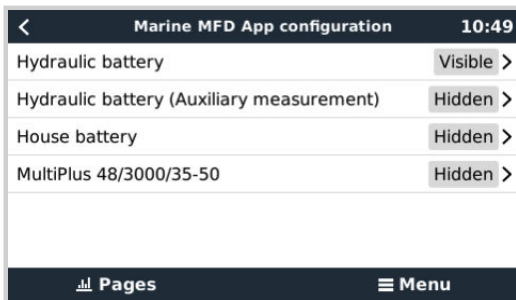 Marine MFD App configuration 10:49
Hydraulic battery Visible
Hydraulic battery (Auxiliary measurement) Hidden
House battery Hidden
MultiPlus 48/3000/35-50 Hidden
Pages Menu